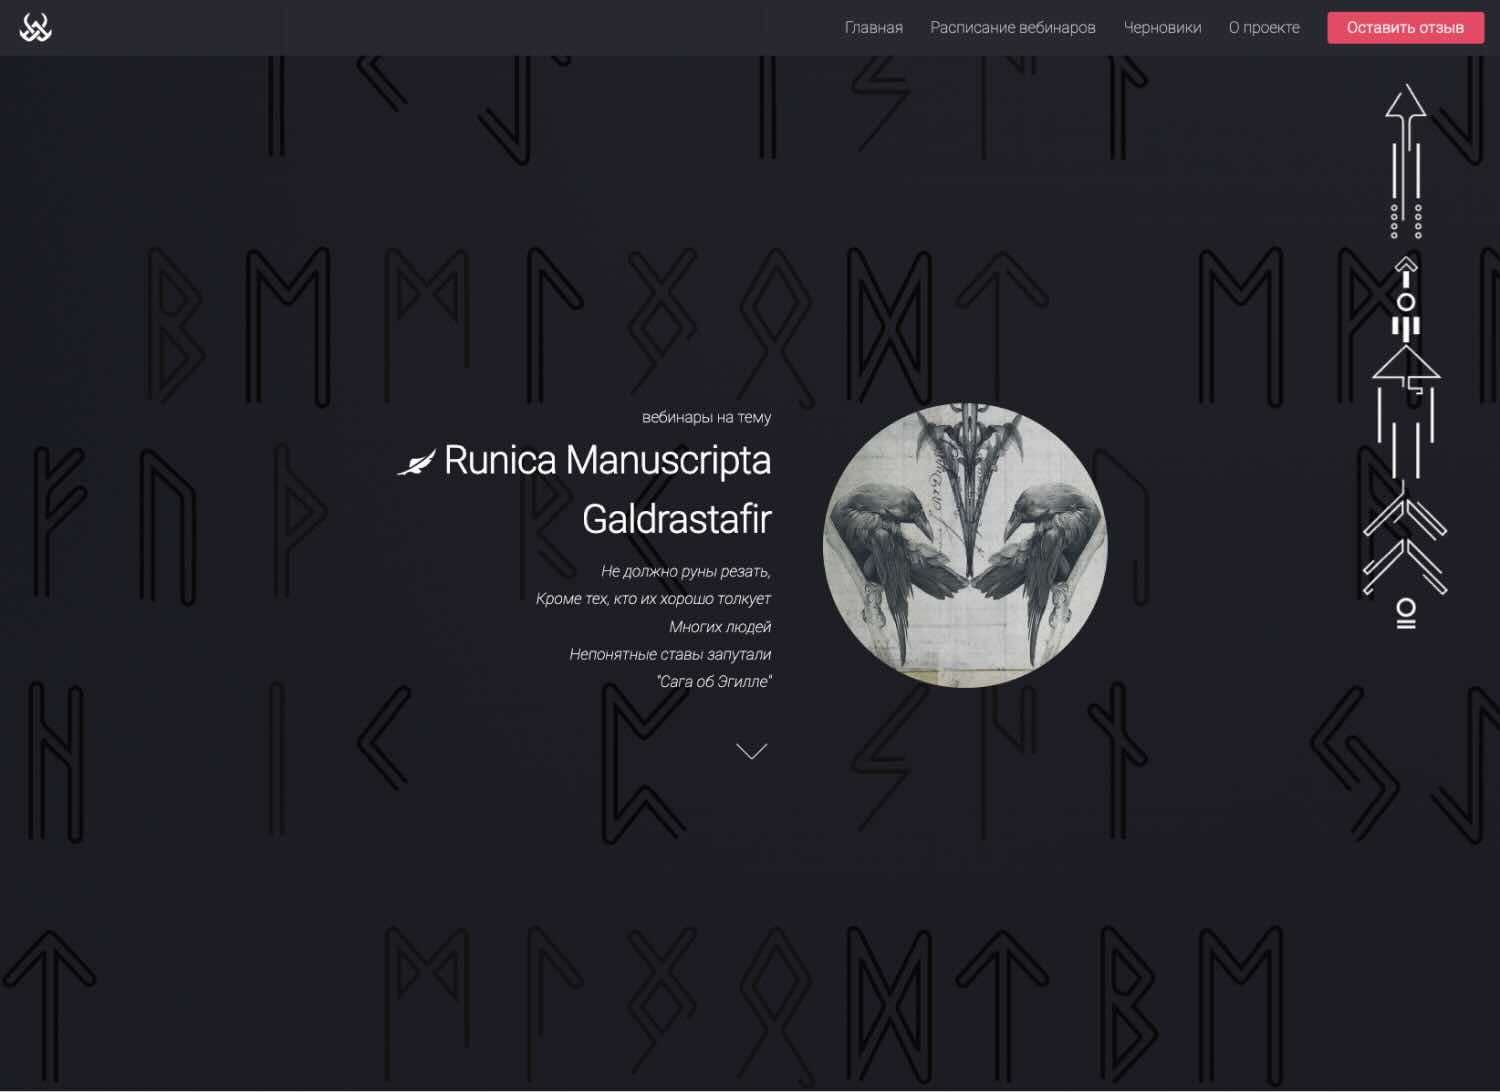 Главная Расписание вебинаров Черновики О проекте Оставить отзыв
вебинары на тему
Runica Manuscripta
Galdrastafir
Не должно руны резать,
Кроме тех, кто их хорошо толкует
Многих людей
Непонятные ставы запутали
"Сага об Эгилле"